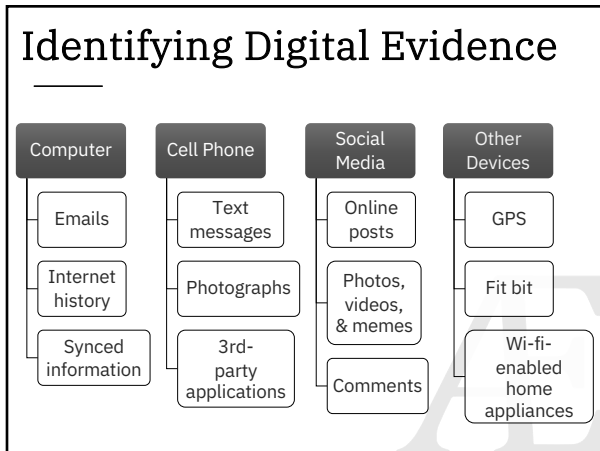 Identifying Digital Evidence
Computer
Emails
Internet
history
Synced
information
Cell Phone
Text
messages
Photographs
3rd-
party
applications
Social
Media
Online
posts
Photos,
videos,
& memes
Comments
Other
Devices
GPS
Fit bit
Wi-fi-
enabled
home
appliances
Æ